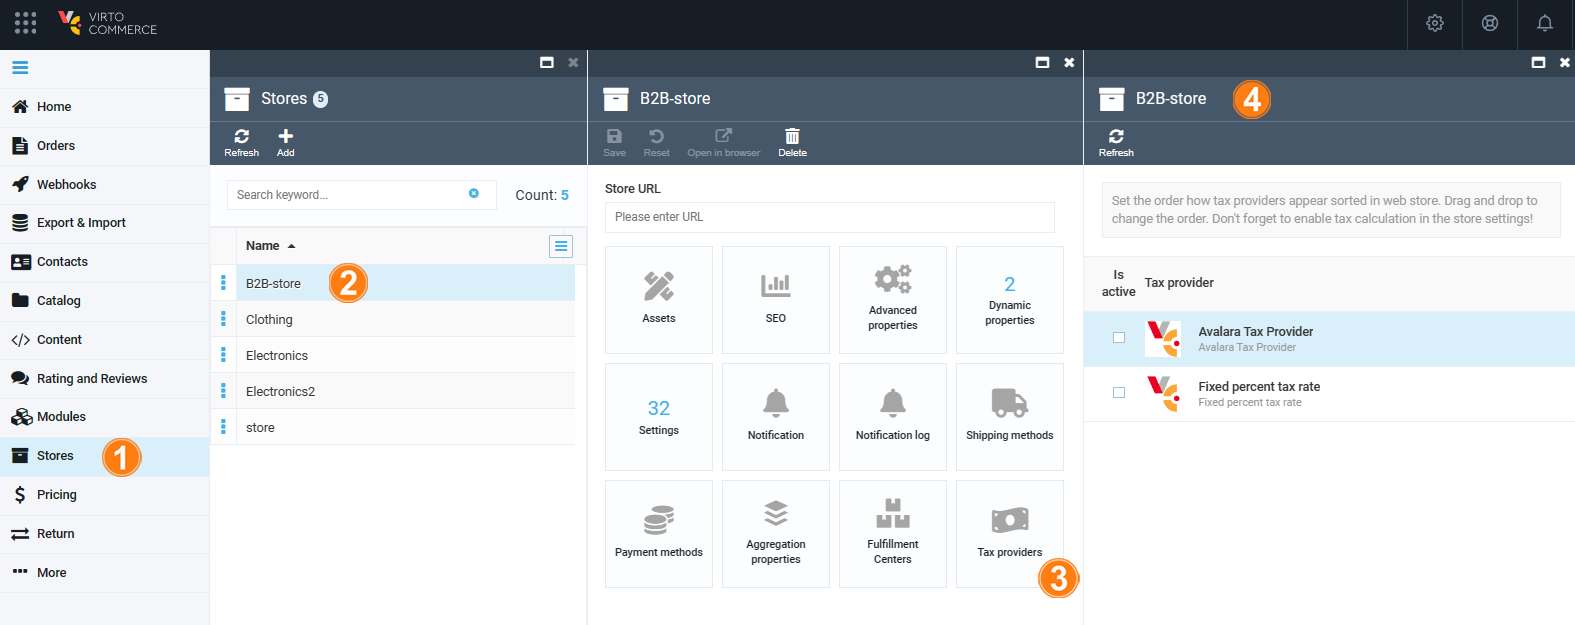 VIRTO
COMMERCE
Home
Orders
Webhooks
Export & Import
Contacts
Catalog
Content
Rating and Reviews
Modules
Stores
1
Pricing
Return
More
Stores 5
Refresh
Add
Search keyword...
Count: 5
Name
B2B-store
2
Clothing
Electronics
Electronics2
store
B2B-store
Save
Reset
Open in browser
Delete
Store URL
Please enter URL
Assets
SEO
Advanced
properties
2
Dynamic
properties
32
Settings
Notification
Notification log
Shipping methods
Payment methods
Aggregation
properties
Fulfillment
Centers
Tax providers
3
B2B-store
4
Refresh
Set the order how tax providers appear sorted in web store. Drag and drop to
change the order. Don't forget to enable tax calculation in the store settings!
Is
active
Tax provider
Avalara Tax Provider
Avalara Tax Provider
Fixed percent tax rate
Fixed percent tax rate